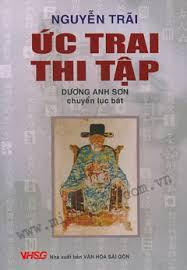 NGUYỄN TRÃI
ỨC TRAI
THI TẬP
DƯƠNG ANH SƠN
chuyển lục bát
VHSG
Nhà xuất bản VĂN HÓA SÀI GÒN